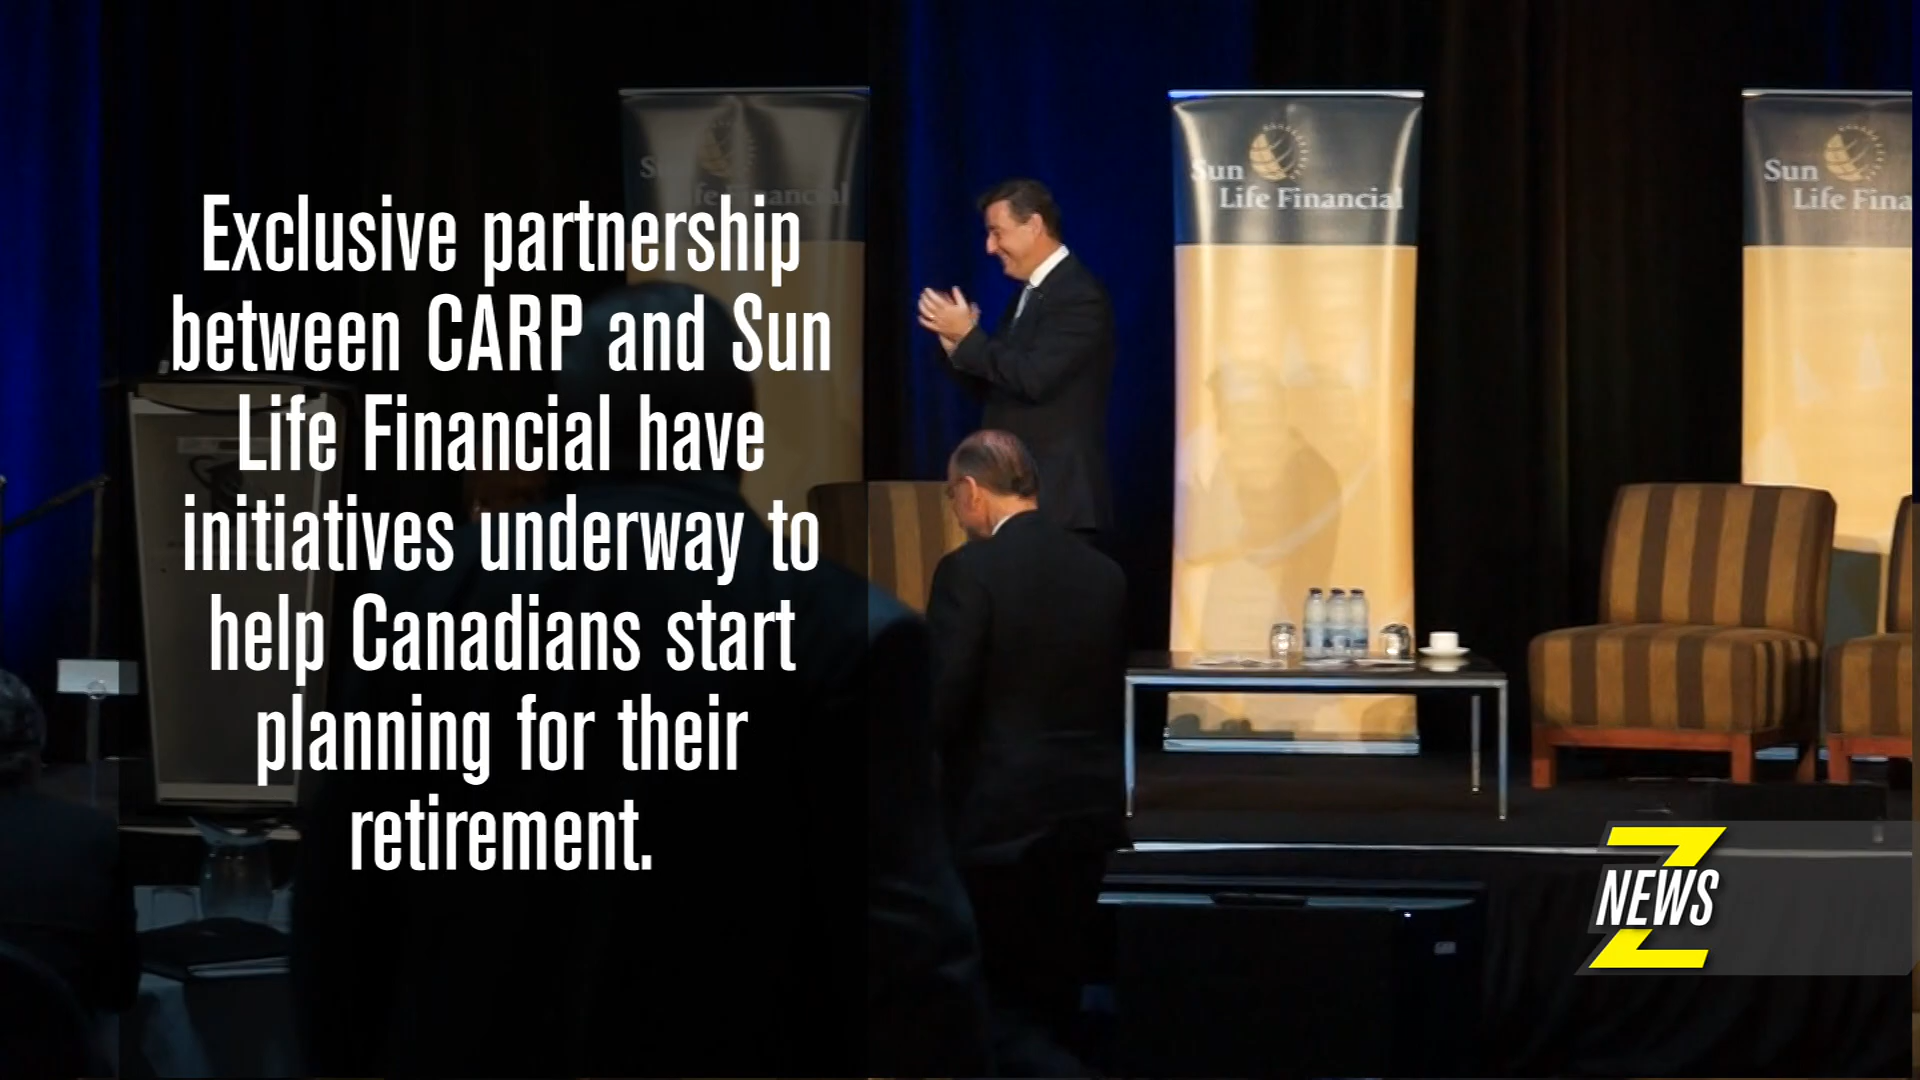 Exclusive partnership
between CARP and Sun
Life Financial have
initiatives underway to
help Canadians start
planning for their
retirement.
Sun
Life Financial
Sun
Life Fina
NEWS